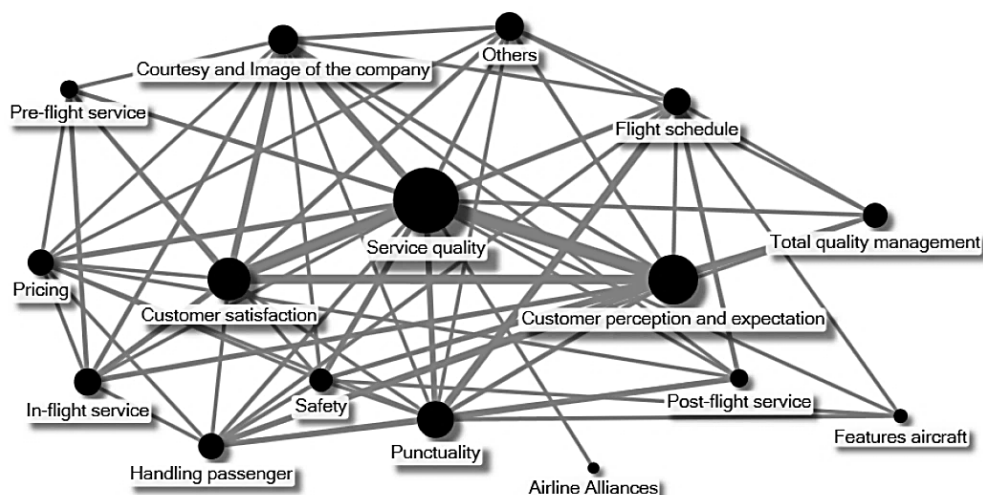 Others
Courtesy and Image of the company
Pre-flight service
Flight schedule
Service quality
Total quality management
Pricing
Customer satisfaction
Customer perception and expectation
In-flight service
Safety
Post-flight service
Features aircraft
Punctuality
Handling passenger
Airline Alliances